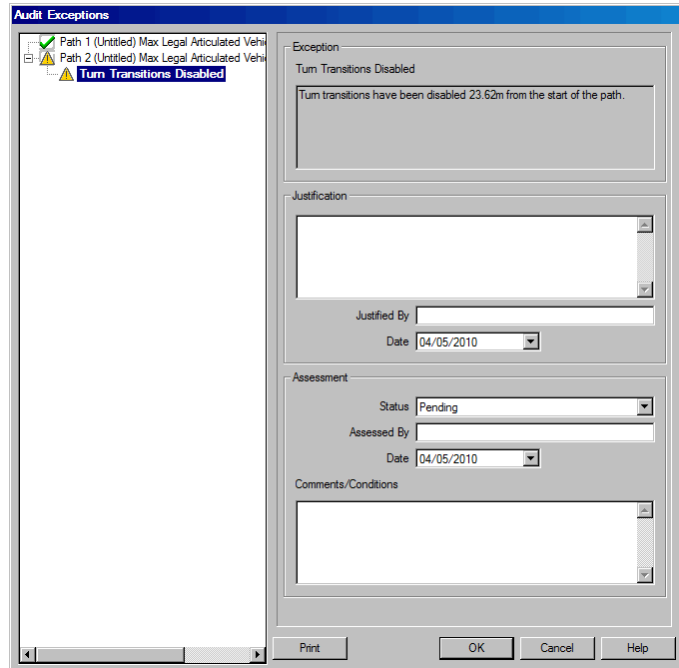 Audit Exceptions
Path 1 (Untitled) Max Legal Articulated Vehi
Path 2 (Untitled) Max Legal Articulated Vehi
Turn Transitions Disabled
Exception
Turn Transitions Disabled
Turn transitions have been disabled 23.62m from the start of the path.
Justification
Justified By
Date 04/05/2010
Assessment
Status Pending
Assessed By
Date 04/05/2010
Comments/Conditions
Print OK Cancel Help